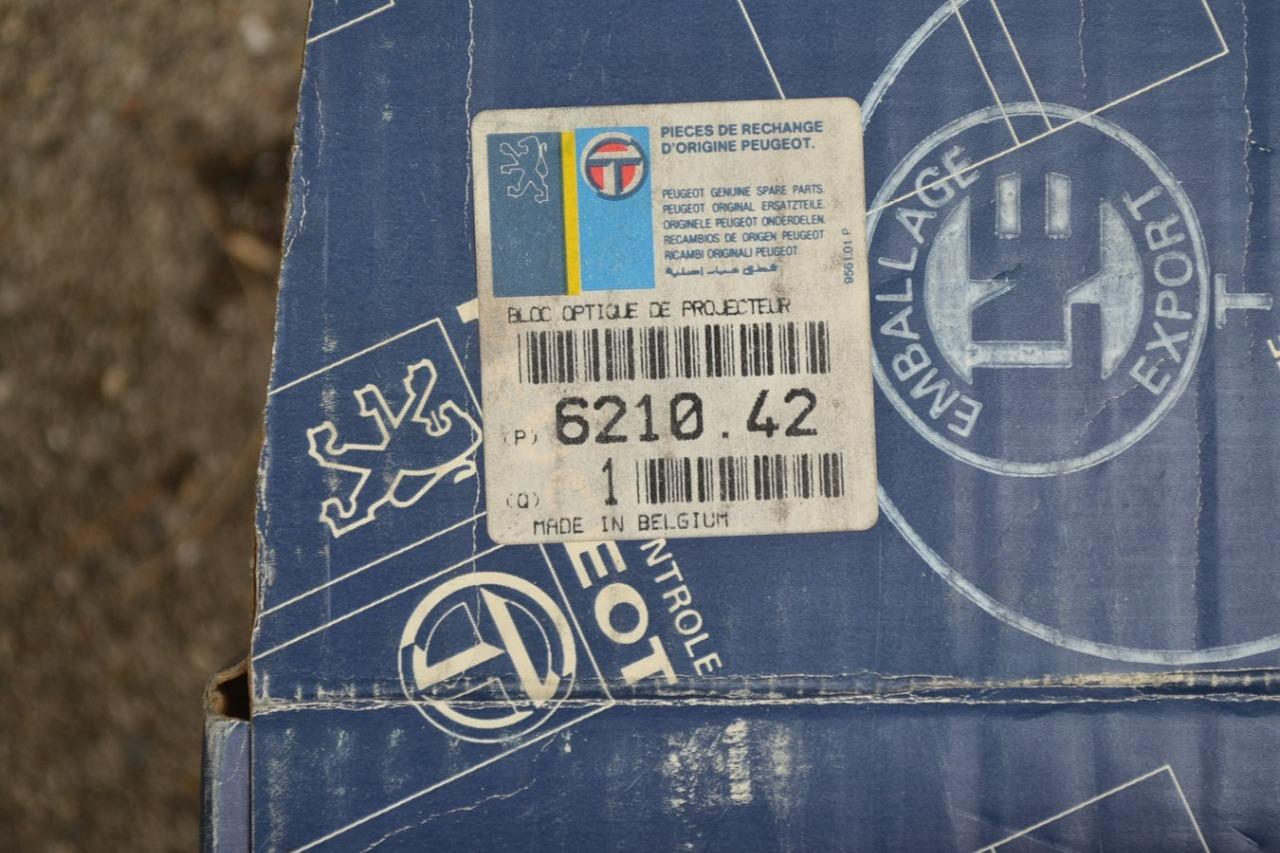 PIECES DE RECHANGE
D'ORIGINE PEUGEOT.
PEUGEOT GENUINE SPARE PARTS.
PEUGEOT ORIGINAL ERSATZTEILE.
ORIGINELE PEUGEOT ONDERDELEN.
RECAMBIOS DE ORIGEN PEUGEOT
RICAMBI ORIGINALI PEUGEOT.
9561.01 P
BLOC OPTIQUE DE PROJECTEUR
(P) 6210.42
(Q) 1
MADE IN BELGIUM
EMBALLAGE EXPORT
EOT
NTROLE
T